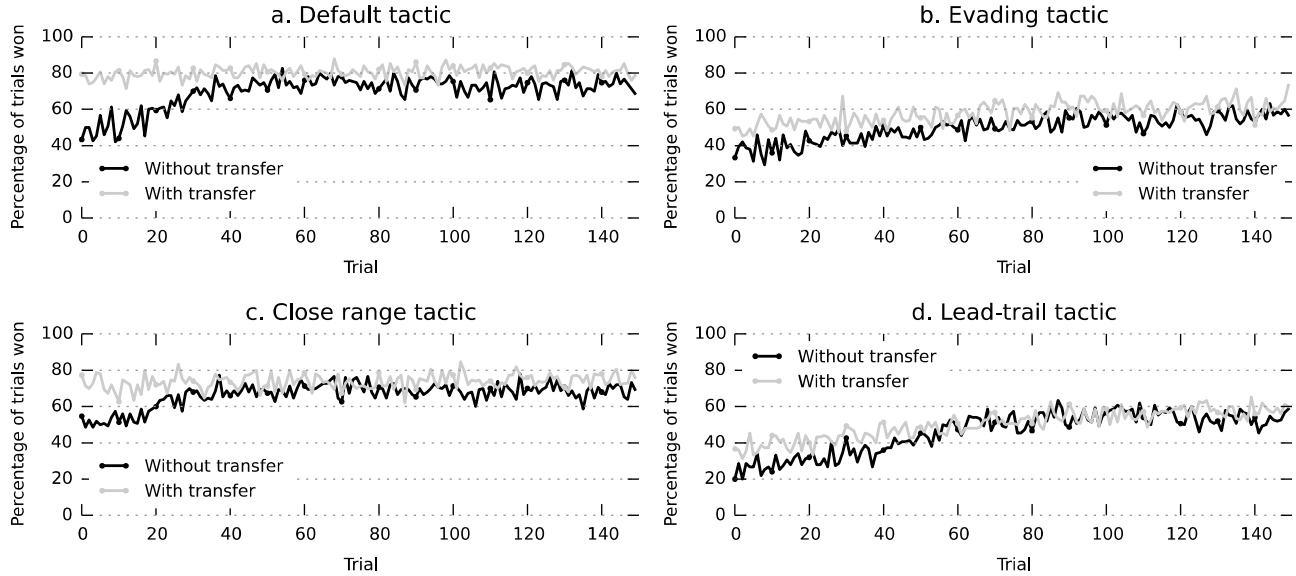 a. Default tactic
Percentage of trials won
100
80
60
40
20
0
Without transfer
With transfer
0 20 40 60 80 100 120 140
Trial
b. Evading tactic
Percentage of trials won
100
80
60
40
20
0
Without transfer
With transfer
0 20 40 60 80 100 120 140
Trial
c. Close range tactic
Percentage of trials won
100
80
60
40
20
0
Without transfer
With transfer
0 20 40 60 80 100 120 140
Trial
d. Lead-trail tactic
Percentage of trials won
100
80
60
40
20
0
Without transfer
With transfer
0 20 40 60 80 100 120 140
Trial